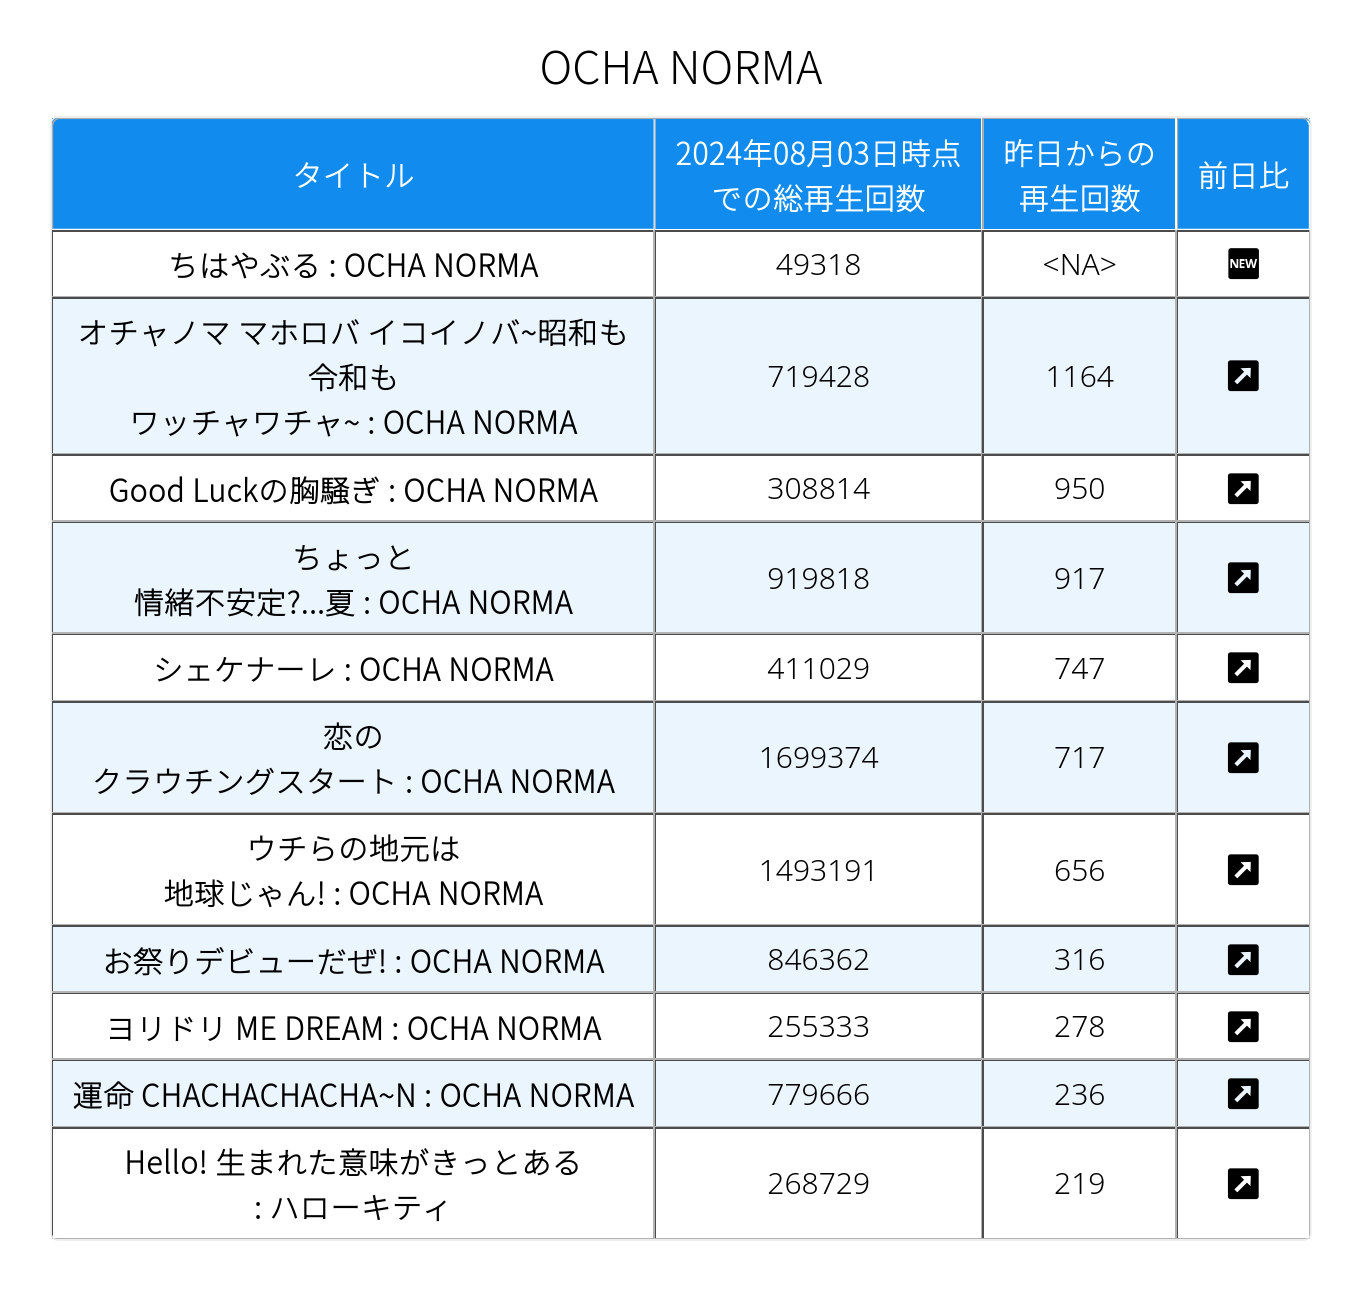 OCHA NORMA
タイトル
2024年08月03日時点
での総再生回数
昨日からの
再生回数
前日比
ちはやぶる : OCHA NORMA
49318
<NA>
NEW
オチャノマ マホロバ イコイノバ~昭和も
令和も
ワッチャワチャ~ : OCHA NORMA
719428
1164
Good Luckの胸騒ぎ : OCHA NORMA
308814
950
ちょっと
情緒不安定?...夏 : OCHA NORMA
919818
917
シェケナーレ : OCHA NORMA
411029
747
恋の
クラウチングスタート : OCHA NORMA
1699374
717
ウチらの地元は
地球じゃん! : OCHA NORMA
1493191
656
お祭りデビューだぜ! : OCHA NORMA
846362
316
ヨリドリ ME DREAM : OCHA NORMA
255333
278
運命 CHACHACHACHA~N : OCHA NORMA
779666
236
Hello! 生まれた意味がきっとある
: ハローキティ
268729
219